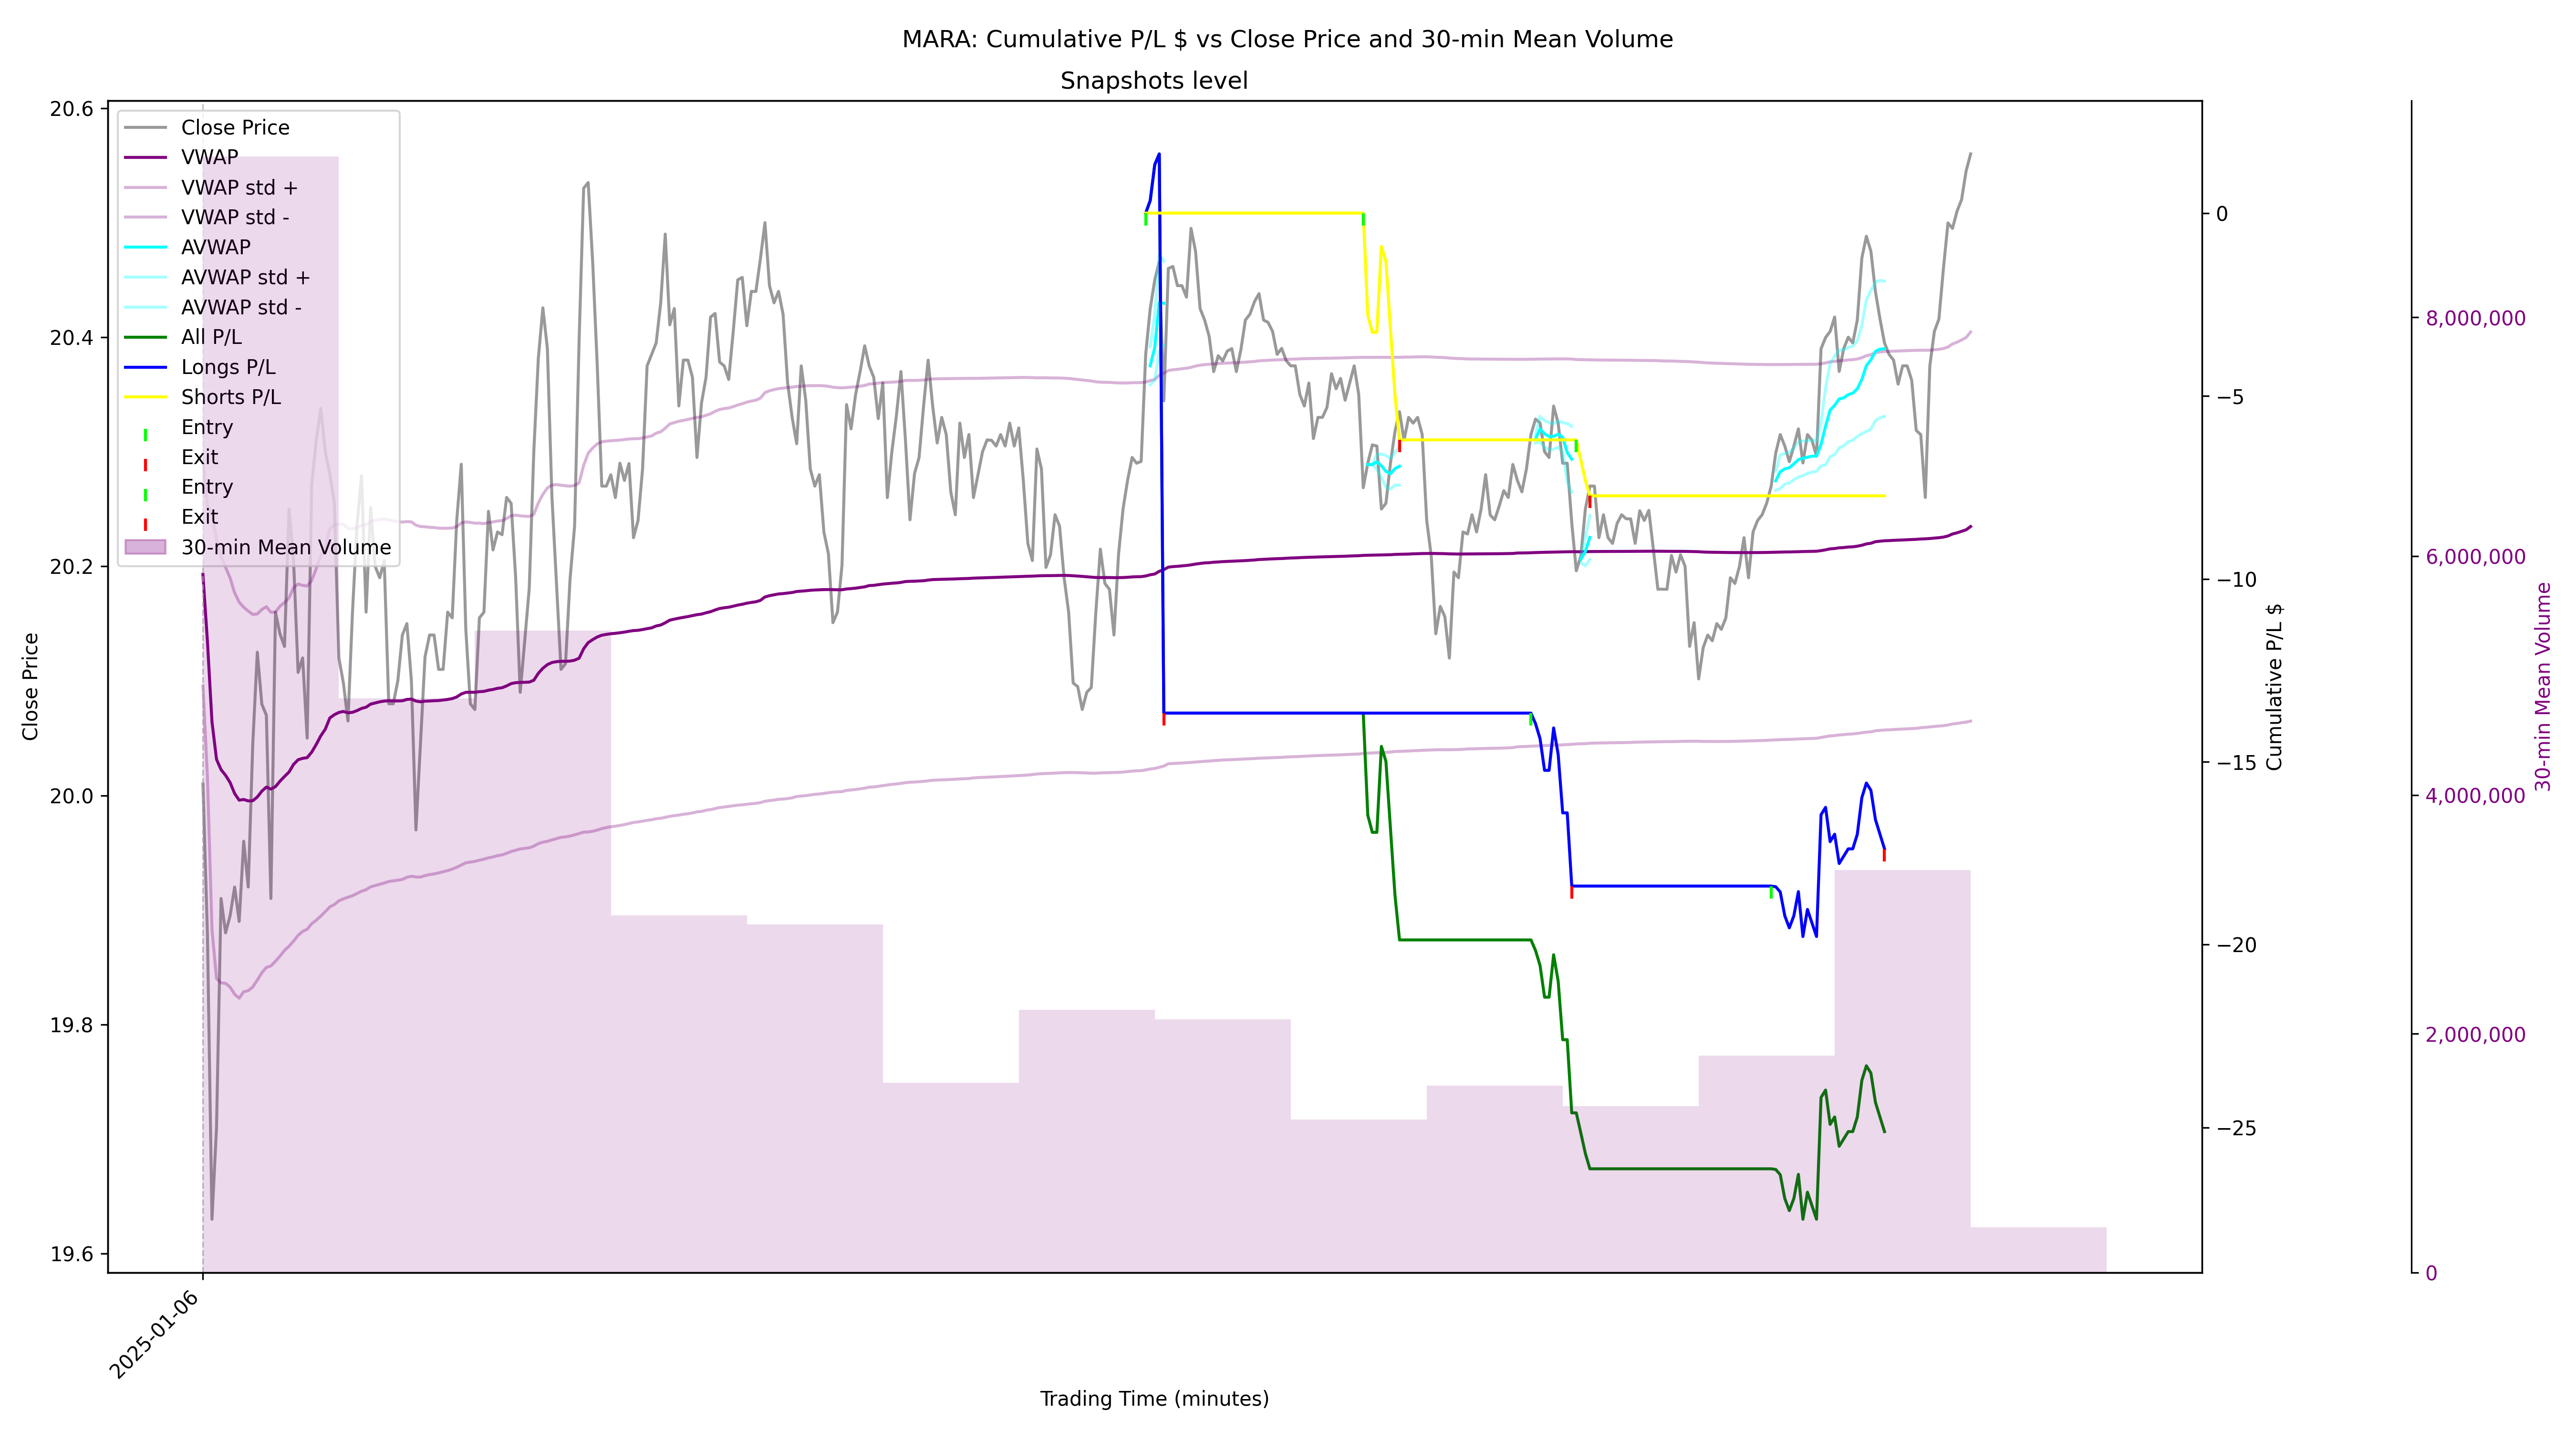 MARA: Cumulative P/L $ vs Close Price and 30-min Mean Volume
Snapshots level
Close Price
VWAP
VWAP std +
VWAP std -
AVWAP
AVWAP std +
AVWAP std -
All P/L
Longs P/L
Shorts P/L
Entry
Exit
Entry
Exit
30-min Mean Volume
20.6
20.4
20.2
20.0
19.8
19.6
Close Price
0
−5
−10
−15
−20
−25
Cumulative P/L $
8,000,000
6,000,000
4,000,000
2,000,000
0
30-min Mean Volume
2025-01-06
Trading Time (minutes)